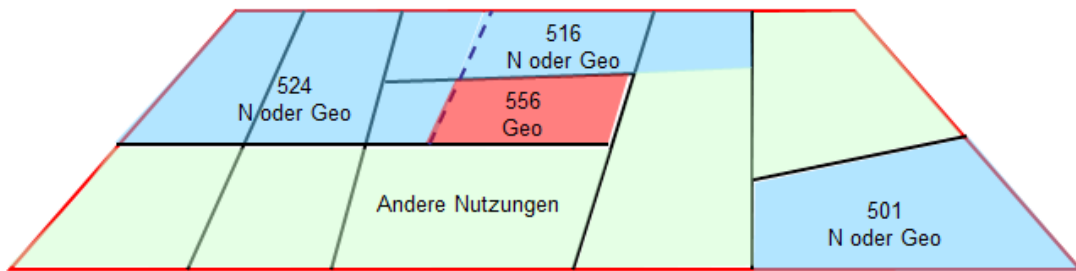 516
N oder Geo
524
N oder Geo
556
Geo
Andere Nutzungen
501
N oder Geo